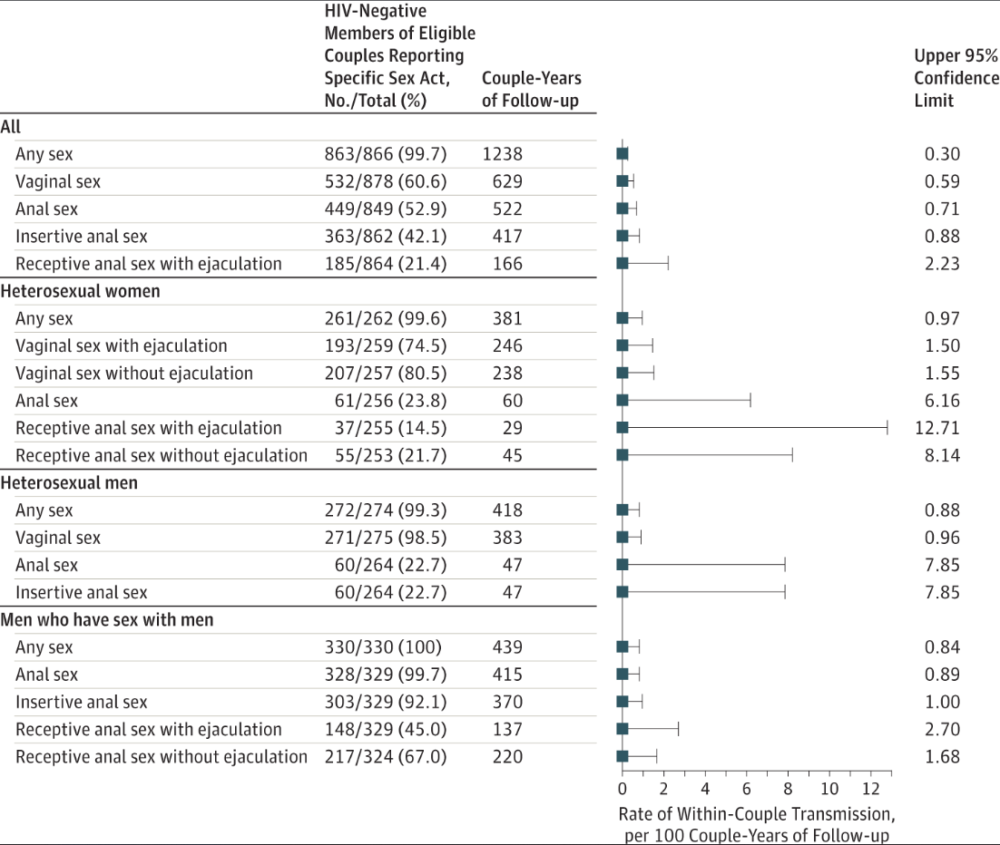 HIV-Negative
Members of Eligible
Couples Reporting
Specific Sex Act,
No./Total (%)
Couple-Years
of Follow-up
Upper 95%
Confidence
Limit
All
Any sex 863/866 (99.7) 1238 0.30
Vaginal sex 532/878 (60.6) 629 0.59
Anal sex 449/849 (52.9) 522 0.71
Insertive anal sex 363/862 (42.1) 417 0.88
Receptive anal sex with ejaculation 185/864 (21.4) 166 2.23
Heterosexual women
Any sex 261/262 (99.6) 381 0.97
Vaginal sex with ejaculation 193/259 (74.5) 246 1.50
Vaginal sex without ejaculation 207/257 (80.5) 238 1.55
Anal sex 61/256 (23.8) 60 6.16
Receptive anal sex with ejaculation 37/255 (14.5) 29 12.71
Receptive anal sex without ejaculation 55/253 (21.7) 45 8.14
Heterosexual men
Any sex 272/274 (99.3) 418 0.88
Vaginal sex 271/275 (98.5) 383 0.96
Anal sex 60/264 (22.7) 47 7.85
Insertive anal sex 60/264 (22.7) 47 7.85
Men who have sex with men
Any sex 330/330 (100) 439 0.84
Anal sex 328/329 (99.7) 415 0.89
Insertive anal sex 303/329 (92.1) 370 1.00
Receptive anal sex with ejaculation 148/329 (45.0) 137 2.70
Receptive anal sex without ejaculation 217/324 (67.0) 220 1.68
0 2 4 6 8 10 12
Rate of Within-Couple Transmission,
per 100 Couple-Years of Follow-up